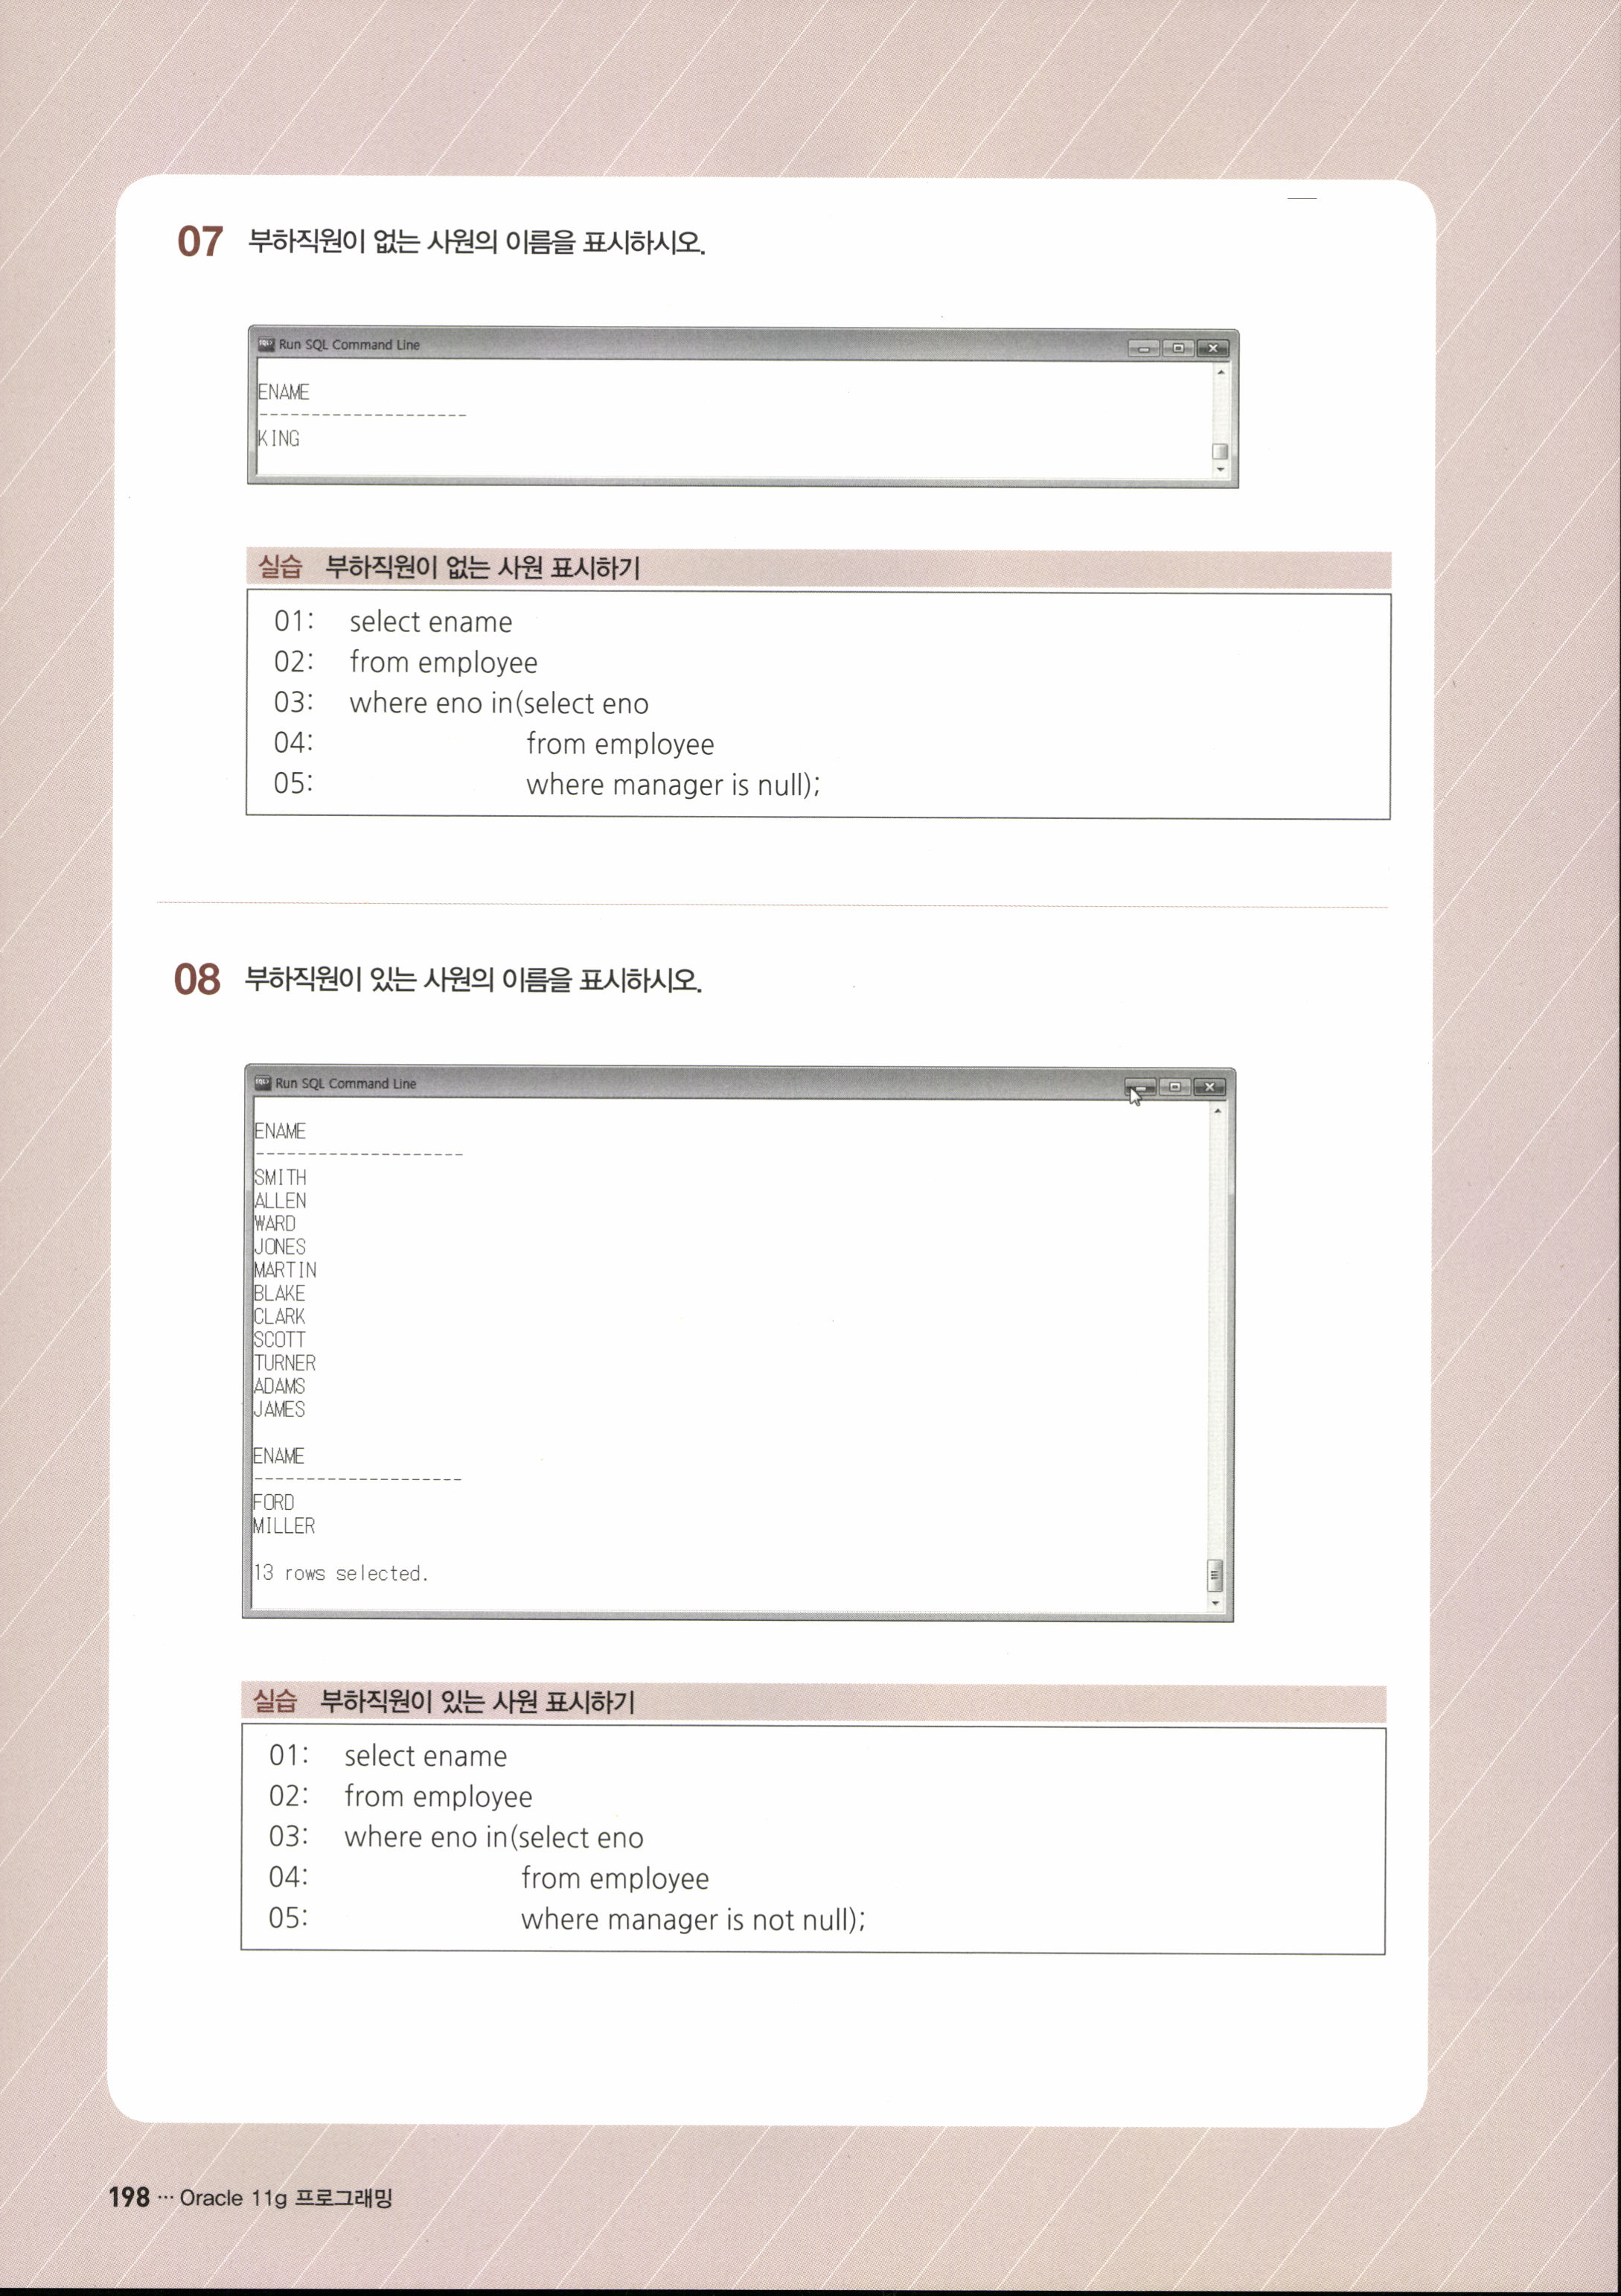 07 부하직원이 없는 사원의 이름을 표시하시오.
Run SQL Command Line
ENAME
--------------------
KING
실습 부하직원이 없는 사원 표시하기
01: select ename
02: from employee
03: where eno in(select eno
04: from employee
05: where manager is null);
08 부하직원이 있는 사원의 이름을 표시하시오.
Run SQL Command Line
ENAME
--------------------
SMITH
ALLEN
WARD
JONES
MARTIN
BLAKE
CLARK
SCOTT
TURNER
ADAMS
JAMES
ENAME
--------------------
FORD
MILLER
13 rows selected.
실습 부하직원이 있는 사원 표시하기
01: select ename
02: from employee
03: where eno in(select eno
04: from employee
05: where manager is not null);
198 ··· Oracle 11g 프로그래밍